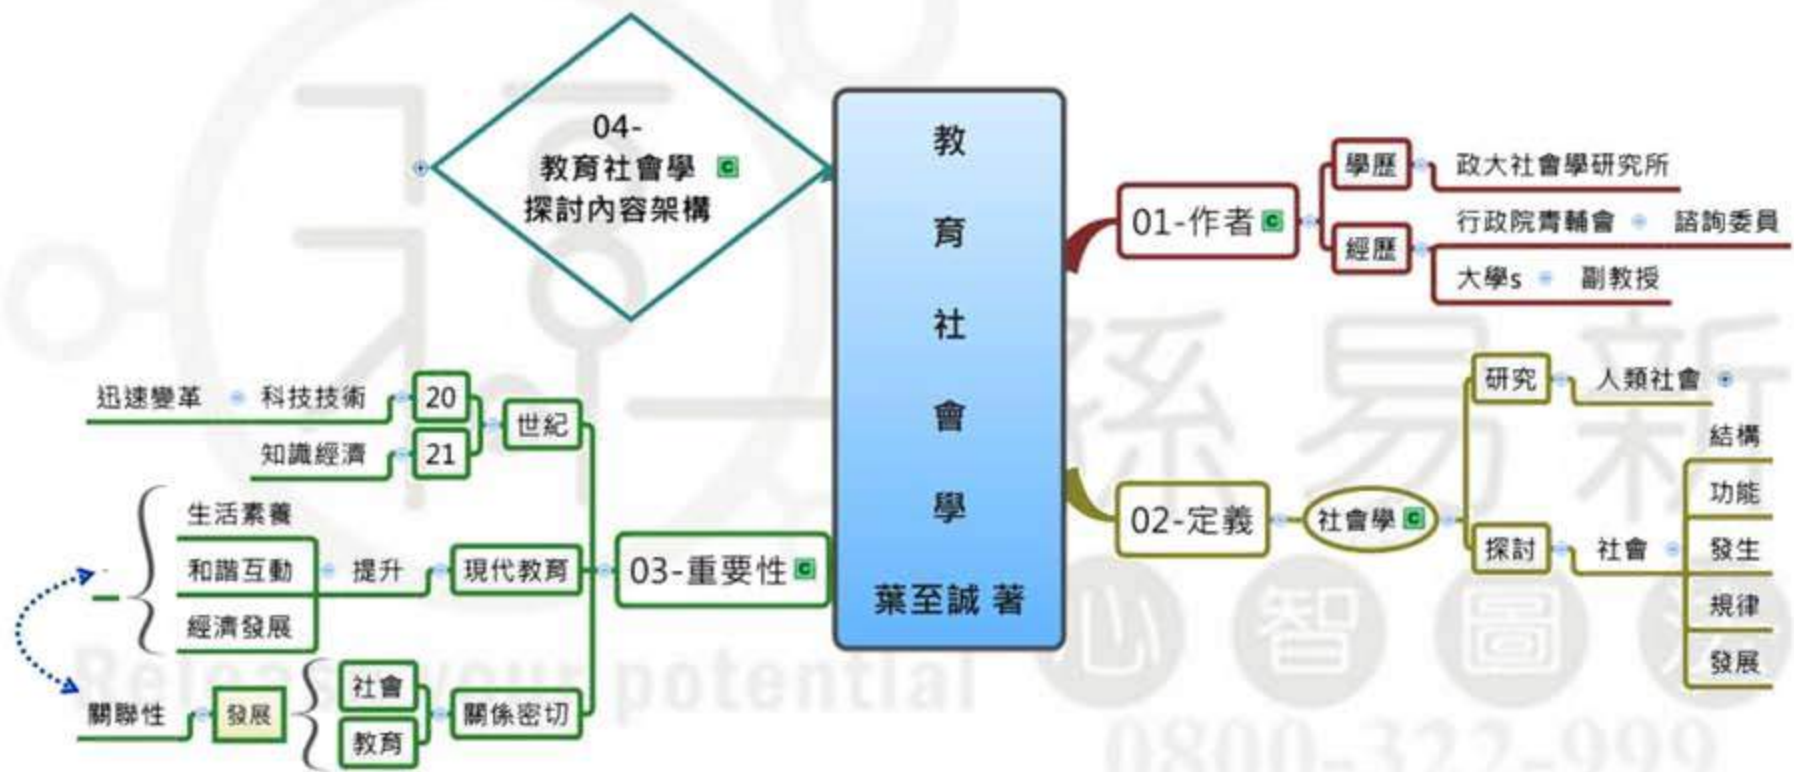 教
育
社
會
學
葉至誠 著
01-作者
學歷
政大社會學研究所
經歷
行政院青輔會 諮詢委員
大學s 副教授
02-定義
社會學
研究
人類社會
探討
社會
結構
功能
發生
規律
發展
03-重要性
世紀
20
科技技術
迅速變革
21
知識經濟
現代教育
提升
生活素養
和諧互動
經濟發展
關係密切
社會
教育
發展
關聯性
04-
教育社會學
探討內容架構
孫易新
心智圖法
Release your potential
0800-322-999